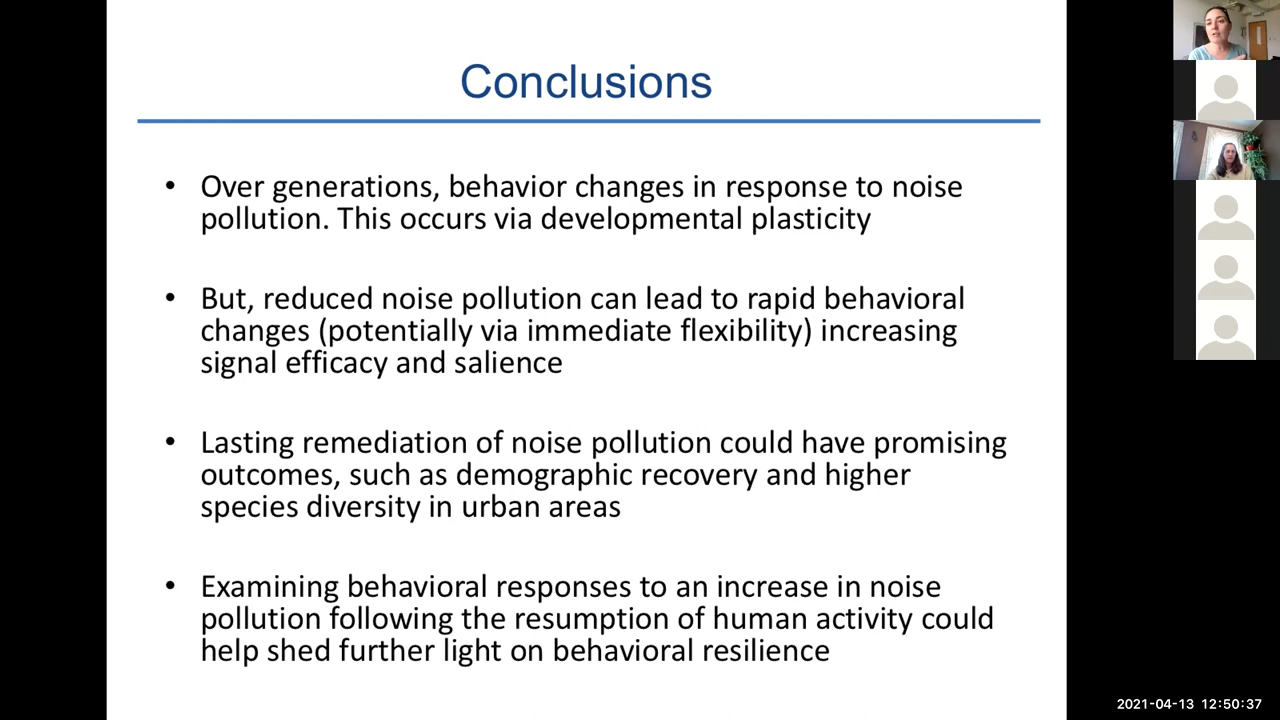 Conclusions
• Over generations, behavior changes in response to noise
pollution. This occurs via developmental plasticity
• But, reduced noise pollution can lead to rapid behavioral
changes (potentially via immediate flexibility) increasing
signal efficacy and salience
• Lasting remediation of noise pollution could have promising
outcomes, such as demographic recovery and higher
species diversity in urban areas
• Examining behavioral responses to an increase in noise
pollution following the resumption of human activity could
help shed further light on behavioral resilience
2021-04-13 12:50:37